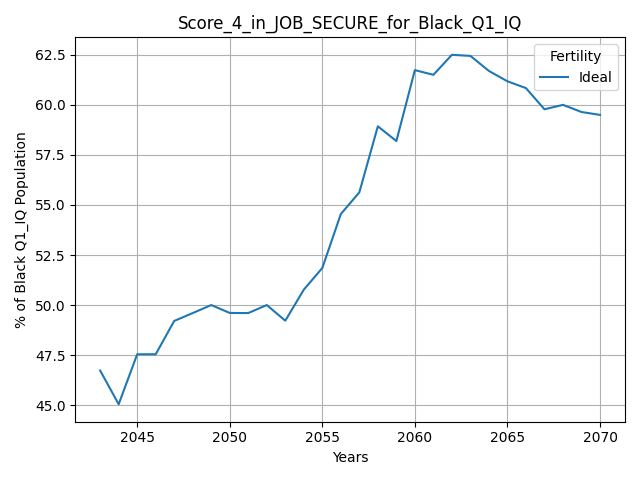 Score_4_in_JOB_SECURE_for_Black_Q1_IQ
Fertility
Ideal
% of Black Q1_IQ Population
62.5
60.0
57.5
55.0
52.5
50.0
47.5
45.0
2045 2050 2055 2060 2065 2070
Years